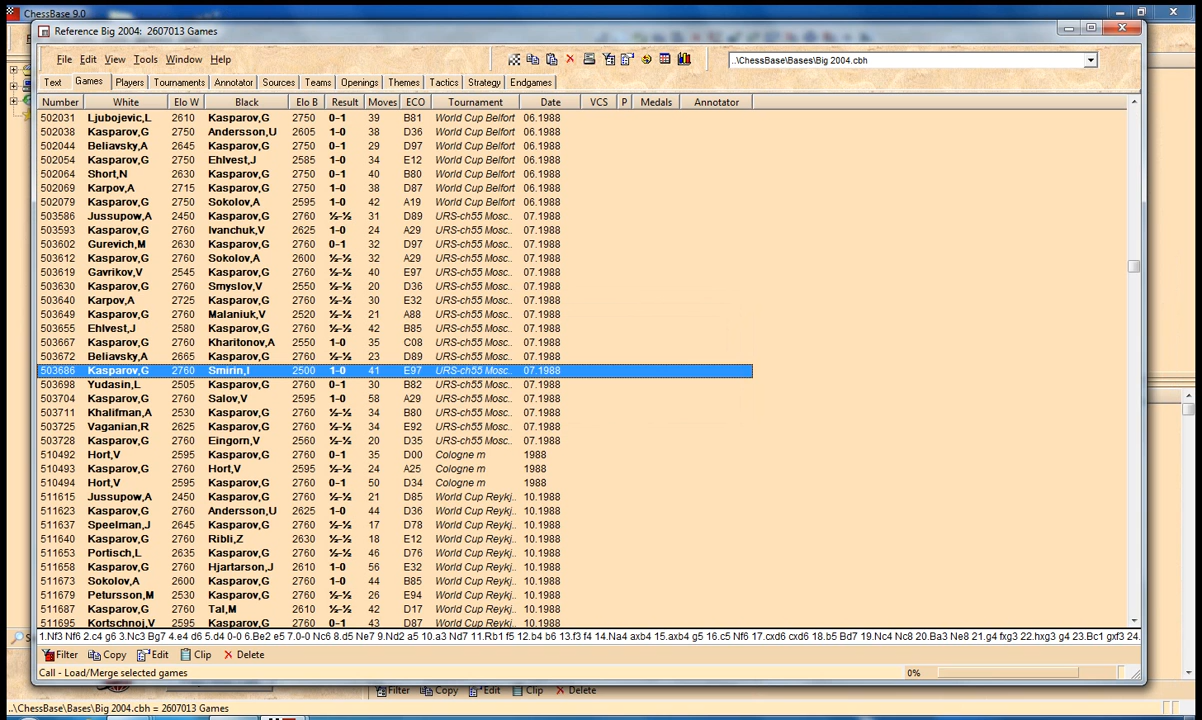 ChessBase 9.0
Reference Big 2004: 2607013 Games
File Edit View Tools Window Help ..\ChessBase\Bases\Big 2004.cbh
Text Games Players Tournaments Annotator Sources Teams Openings Themes Tactics Strategy Endgames
Number White Elo W Black Elo B Result Moves ECO Tournament Date VCS P Medals Annotator
502031 Ljubojevic,L 2610 Kasparov,G 2750 0-1 39 B81 World Cup Belfort 06.1988
502038 Kasparov,G 2750 Andersson,U 2605 1-0 38 D36 World Cup Belfort 06.1988
502044 Beliavsky,A 2645 Kasparov,G 2750 0-1 29 D97 World Cup Belfort 06.1988
502054 Kasparov,G 2750 Ehlvest,J 2585 1-0 34 E12 World Cup Belfort 06.1988
502064 Short,N 2630 Kasparov,G 2750 0-1 40 B80 World Cup Belfort 06.1988
502069 Karpov,A 2715 Kasparov,G 2750 1-0 38 D87 World Cup Belfort 06.1988
502079 Kasparov,G 2750 Sokolov,A 2595 1-0 42 A19 World Cup Belfort 06.1988
503586 Jussupow,A 2450 Kasparov,G 2760 ½-½ 31 D89 URS-ch55 Mosc.. 07.1988
503593 Kasparov,G 2760 Ivanchuk,V 2625 1-0 24 A29 URS-ch55 Mosc.. 07.1988
503602 Gurevich,M 2630 Kasparov,G 2760 0-1 32 D97 URS-ch55 Mosc.. 07.1988
503612 Kasparov,G 2760 Sokolov,A 2600 ½-½ 32 A29 URS-ch55 Mosc.. 07.1988
503619 Gavrikov,V 2545 Kasparov,G 2760 ½-½ 40 E97 URS-ch55 Mosc.. 07.1988
503630 Kasparov,G 2760 Smyslov,V 2550 ½-½ 20 D36 URS-ch55 Mosc.. 07.1988
503640 Karpov,A 2725 Kasparov,G 2760 ½-½ 30 E32 URS-ch55 Mosc.. 07.1988
503649 Kasparov,G 2760 Malaniuk,V 2520 ½-½ 21 A88 URS-ch55 Mosc.. 07.1988
503655 Ehlvest,J 2580 Kasparov,G 2760 ½-½ 42 B85 URS-ch55 Mosc.. 07.1988
503667 Kasparov,G 2760 Kharitonov,A 2550 1-0 35 C08 URS-ch55 Mosc.. 07.1988
503672 Beliavsky,A 2665 Kasparov,G 2760 ½-½ 23 D89 URS-ch55 Mosc.. 07.1988
503686 Kasparov,G 2760 Smirin,I 2500 1-0 41 E97 URS-ch55 Mosc.. 07.1988
503698 Yudasin,L 2505 Kasparov,G 2760 0-1 30 B82 URS-ch55 Mosc.. 07.1988
503704 Kasparov,G 2760 Salov,V 2595 1-0 58 A29 URS-ch55 Mosc.. 07.1988
503711 Khalifman,A 2530 Kasparov,G 2760 ½-½ 34 B80 URS-ch55 Mosc.. 07.1988
503725 Vaganian,R 2625 Kasparov,G 2760 ½-½ 34 E92 URS-ch55 Mosc.. 07.1988
503728 Kasparov,G 2760 Eingorn,V 2560 ½-½ 20 D35 URS-ch55 Mosc.. 07.1988
510492 Hort,V 2595 Kasparov,G 2760 0-1 35 D00 Cologne m 1988
510493 Kasparov,G 2760 Hort,V 2595 ½-½ 24 A25 Cologne m 1988
510494 Hort,V 2595 Kasparov,G 2760 0-1 50 D34 Cologne m 1988
511615 Jussupow,A 2450 Kasparov,G 2760 ½-½ 21 D85 World Cup Reykj.. 10.1988
511623 Kasparov,G 2760 Andersson,U 2625 1-0 44 D36 World Cup Reykj.. 10.1988
511637 Speelman,J 2645 Kasparov,G 2760 ½-½ 17 D78 World Cup Reykj.. 10.1988
511640 Kasparov,G 2760 Ribli,Z 2630 ½-½ 18 E12 World Cup Reykj.. 10.1988
511653 Portisch,L 2635 Kasparov,G 2760 ½-½ 46 D76 World Cup Reykj.. 10.1988
511658 Kasparov,G 2760 Hjartarson,J 2610 1-0 56 E32 World Cup Reykj.. 10.1988
511673 Sokolov,A 2600 Kasparov,G 2760 1-0 44 B85 World Cup Reykj.. 10.1988
511679 Petursson,M 2530 Kasparov,G 2760 ½-½ 26 E94 World Cup Reykj.. 10.1988
511687 Kasparov,G 2760 Tal,M 2610 ½-½ 42 D17 World Cup Reykj.. 10.1988
511695 Kortschnoj,V 2595 Kasparov,G 2760 0-1 43 D87 World Cup Reykj.. 10.1988
1.Nf3 Nf6 2.c4 g6 3.Nc3 Bg7 4.e4 d6 5.d4 0-0 6.Be2 e5 7.0-0 Nc6 8.d5 Ne7 9.Nd2 a5 10.a3 Nd7 11.Rb1 f5 12.b4 b6 13.f3 f4 14.Na4 axb4 15.axb4 g5 16.c5 Nf6 17.cxd6 cxd6 18.b5 Bd7 19.Nc4 Nc8 20.Ba3 Ne8 21.g4 fxg3 22.hxg3 g4 23.Bc1 gxf3 24.
Filter Copy Edit Clip Delete
Call - Load/Merge selected games 0%
Filter Copy Edit Clip Delete
..\ChessBase\Bases\Big 2004.cbh = 2607013 Games